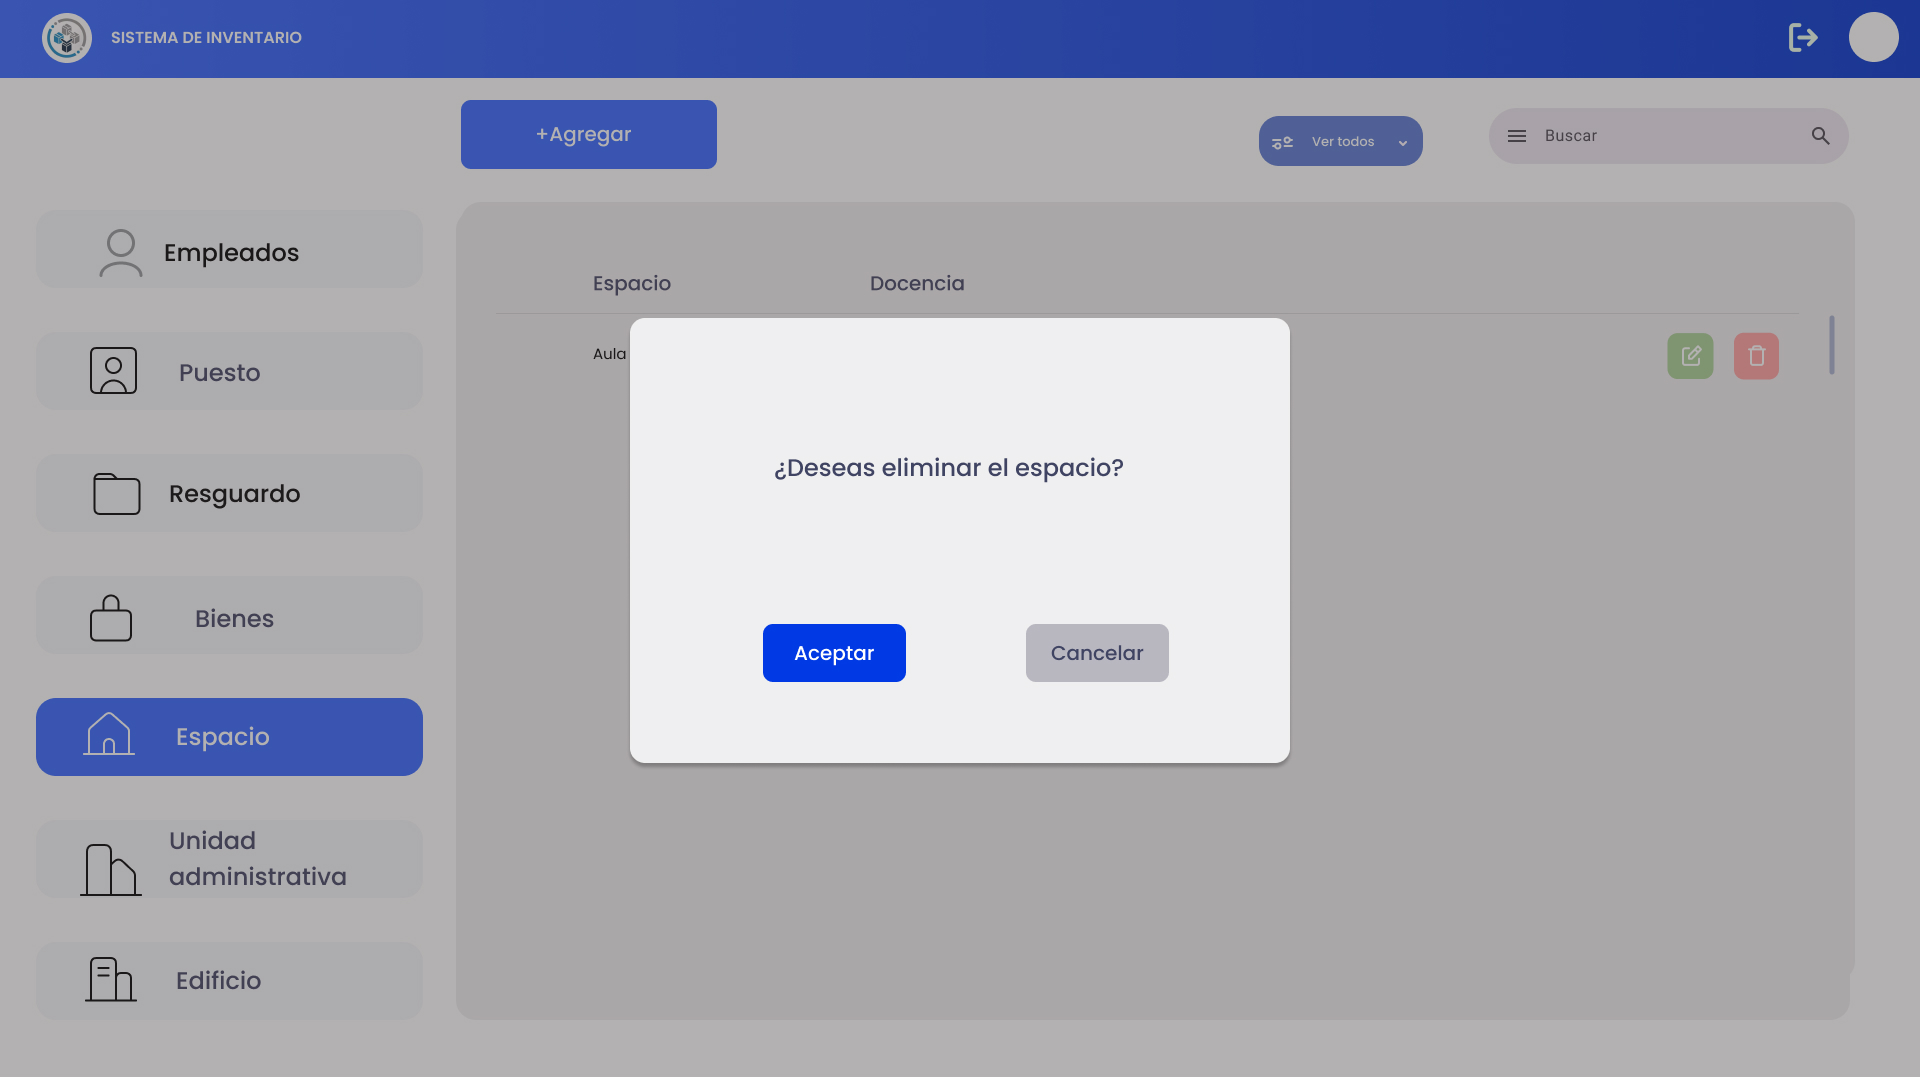 SISTEMA DE INVENTARIO
+Agregar
Ver todos
Buscar
Empleados
Puesto
Resguardo
Bienes
Espacio
Unidad
administrativa
Edificio
Espacio Docencia
Aula
¿Deseas eliminar el espacio?
Aceptar Cancelar